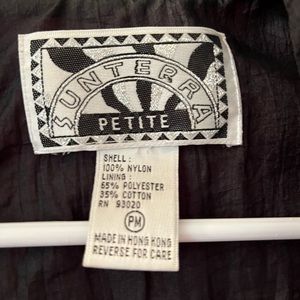 SUNTERRA
PETITE
SHELL :
100% NYLON
LINING :
65% POLYESTER
35% COTTON
RN 93020
PM
MADE IN HONG KONG
REVERSE FOR CARE